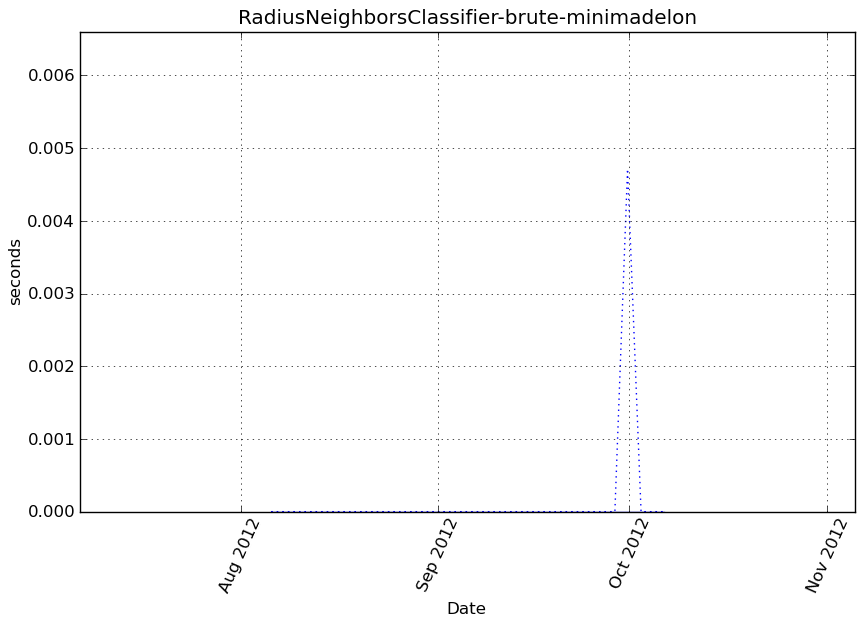 RadiusNeighborsClassifier-brute-minimadelon
0.006
0.005
0.004
0.003
0.002
0.001
0.000
seconds
Aug 2012
Sep 2012
Oct 2012
Nov 2012
Date